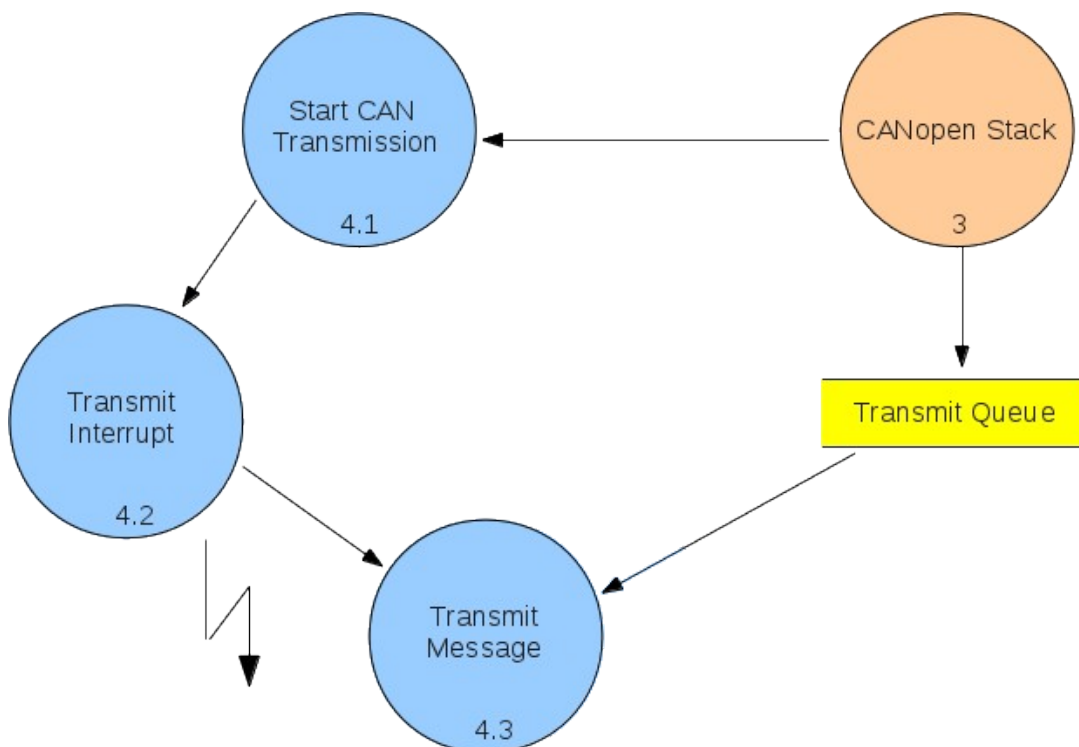 Start CAN
Transmission
4.1
CANopen Stack
3
Transmit
Interrupt
4.2
Transmit Queue
Transmit
Message
4.3